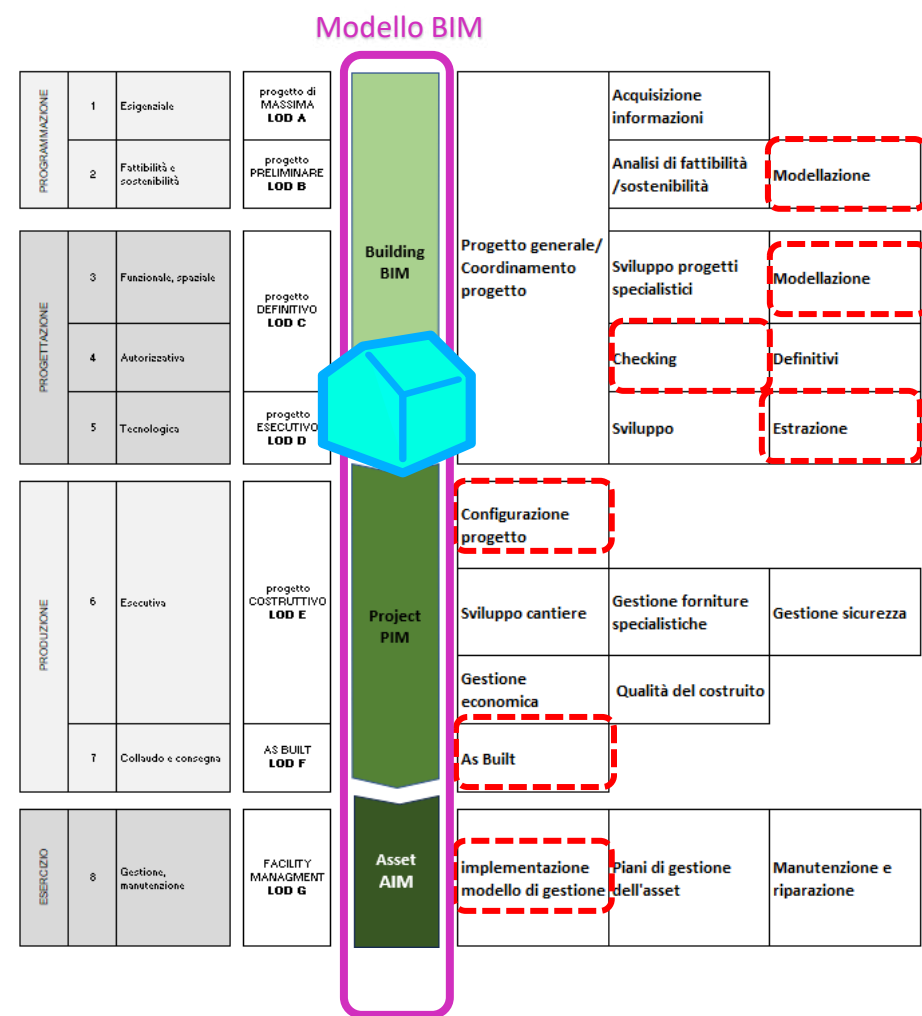 Modello BIM
PROGRAMMAZIONE
1
Esigenziale
progetto di
MASSIMA
LOD A
Acquisizione
informazioni
2
Fattibilità e
sostenibilità
progetto
PRELIMINARE
LOD B
Analisi di fattibilità
/sostenibilità
Modellazione
Building
BIM
Progetto generale/
Coordinamento
progetto
PROGETTAZIONE
3
Funzionale, spaziale
progetto
DEFINITIVO
LOD C
Sviluppo progetti
specialistici
Modellazione
4
Autorizzativa
Checking
Definitivi
5
Tecnologica
progetto
ESECUTIVO
LOD D
Sviluppo
Estrazione
PRODUZIONE
6
Esecutiva
progetto
COSTRUTTIVO
LOD E
Project
PIM
Configurazione
progetto
Sviluppo cantiere
Gestione forniture
specialistiche
Gestione sicurezza
Gestione
economica
Qualità del costruito
7
Collaudo e consegna
AS BUILT
LOD F
As Built
ESERCIZIO
8
Gestione,
manutenzione
FACILITY
MANAGMENT
LOD G
Asset
AIM
implementazione
modello di gestione
Piani di gestione
dell'asset
Manutenzione e
riparazione